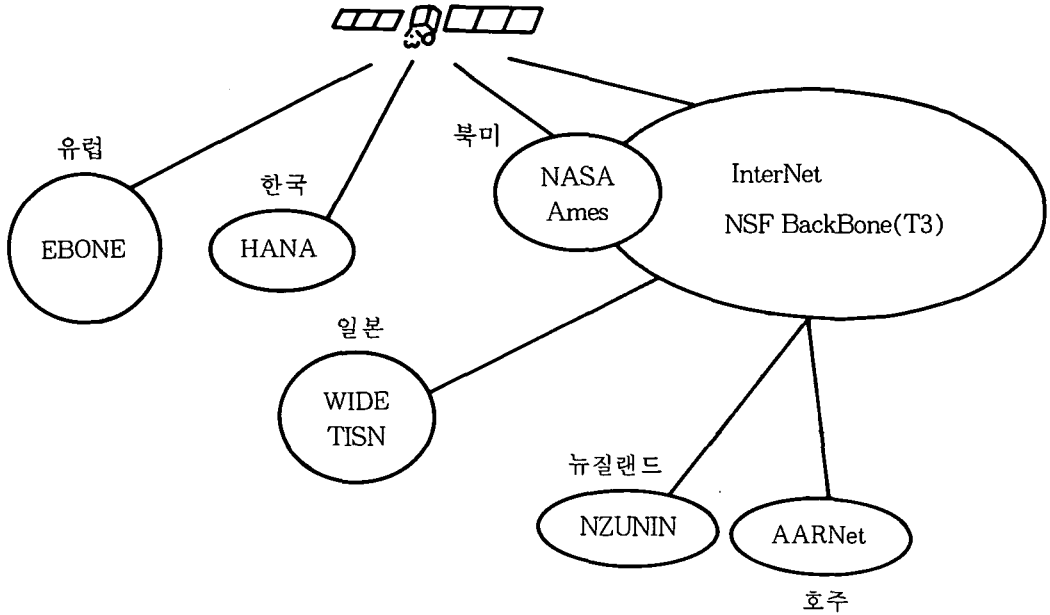 유럽
EBONE
한국
HANA
북미
NASA
Ames
InterNet
NSF BackBone(T3)
일본
WIDE
TISN
뉴질랜드
NZUNIN
AARNet
호주